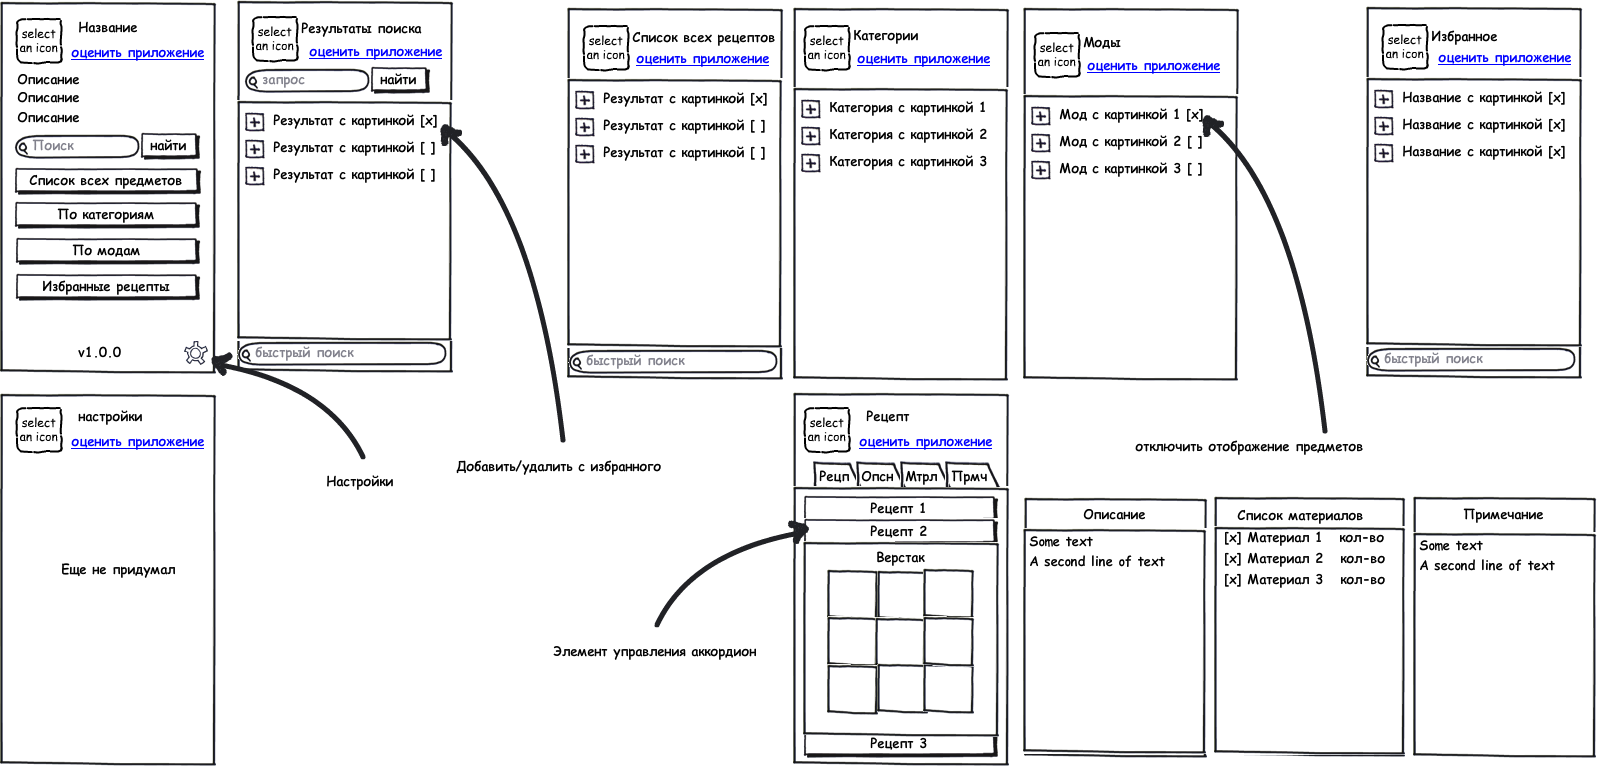 select
an icon
Название
оценить приложение
Описание
Описание
Описание
Поиск
найти
Список всех предметов
По категориям
По модам
Избранные рецепты
v1.0.0
select
an icon
Результаты поиска
оценить приложение
запрос
найти
Результат с картинкой [x]
Результат с картинкой [ ]
Результат с картинкой [ ]
быстрый поиск
select
an icon
Список всех рецептов
оценить приложение
Результат с картинкой [x]
Результат с картинкой [ ]
Результат с картинкой [ ]
быстрый поиск
select
an icon
Категории
оценить приложение
Категория с картинкой 1
Категория с картинкой 2
Категория с картинкой 3
select
an icon
Моды
оценить приложение
Мод с картинкой 1 [x]
Мод с картинкой 2 [ ]
Мод с картинкой 3 [ ]
select
an icon
Избранное
оценить приложение
Название с картинкой [x]
Название с картинкой [x]
Название с картинкой [x]
быстрый поиск
select
an icon
настройки
оценить приложение
Еще не придумал
Настройки
Добавить/удалить с избранного
Элемент управления аккордион
select
an icon
Рецепт
оценить приложение
Рецп
Опсн
Мтрл
Прмч
Рецепт 1
Рецепт 2
Верстак
Рецепт 3
отключить отображение предметов
Описание
Some text
A second line of text
Список материалов
[x] Материал 1 кол-во
[x] Материал 2 кол-во
[x] Материал 3 кол-во
Примечание
Some text
A second line of text